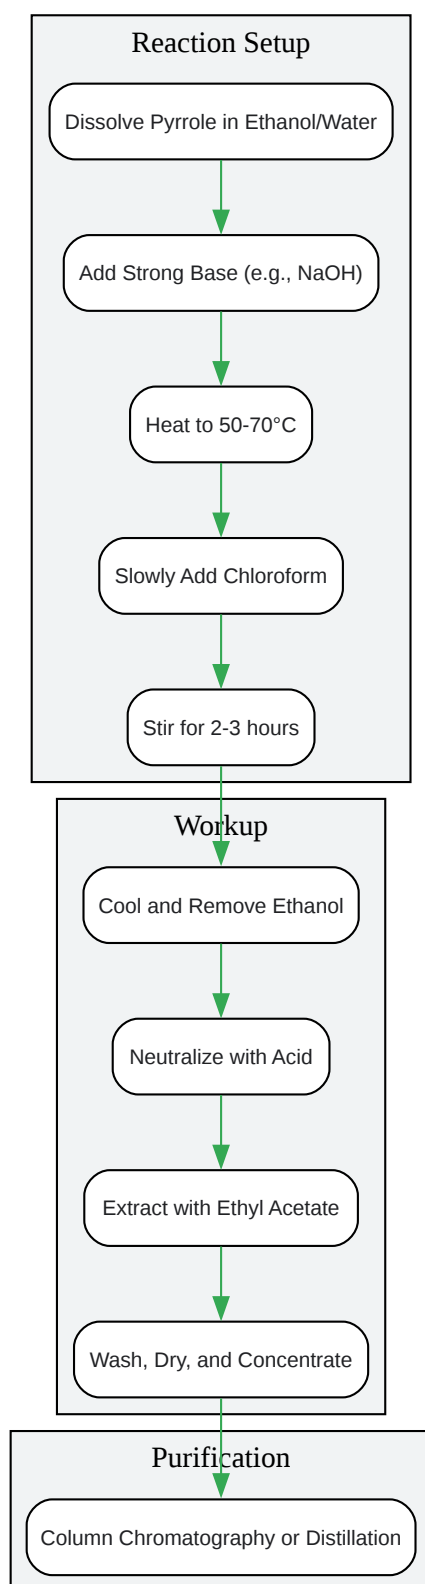 Reaction Setup
Dissolve Pyrrole in Ethanol/Water
Add Strong Base (e.g., NaOH)
Heat to 50-70°C
Slowly Add Chloroform
Stir for 2-3 hours
Workup
Cool and Remove Ethanol
Neutralize with Acid
Extract with Ethyl Acetate
Wash, Dry, and Concentrate
Purification
Column Chromatography or Distillation